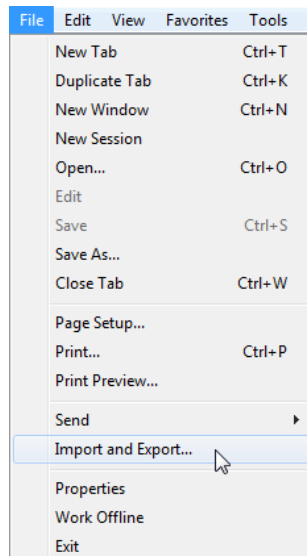 File Edit View Favorites Tools
New Tab Ctrl+T
Duplicate Tab Ctrl+K
New Window Ctrl+N
New Session
Open... Ctrl+O
Edit
Save Ctrl+S
Save As...
Close Tab Ctrl+W
Page Setup...
Print... Ctrl+P
Print Preview...
Send
Import and Export...
Properties
Work Offline
Exit